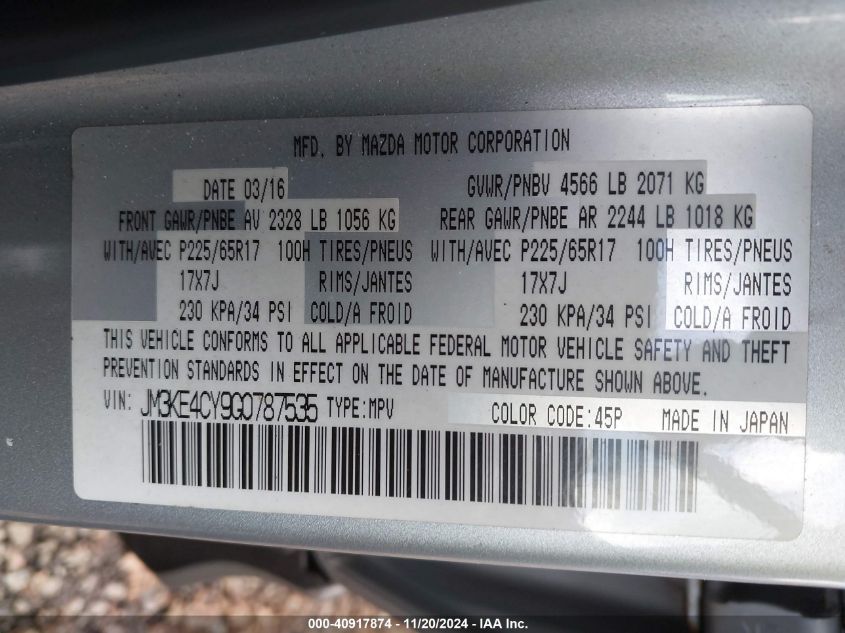 MFD. BY MAZDA MOTOR CORPORATION
DATE 03/16 GVWR/PNBV 4566 LB 2071 KG
FRONT GAWR/PNBE AV 2328 LB 1056 KG REAR GAWR/PNBE AR 2244 LB 1018 KG
WITH/AVEC P225/65R17 100H TIRES/PNEUS WITH/AVEC P225/65R17 100H TIRES/PNEUS
17X7J RIMS/JANTES 17X7J RIMS/JANTES
230 KPA/34 PSI COLD/A FROID 230 KPA/34 PSI COLD/A FROID
THIS VEHICLE CONFORMS TO ALL APPLICABLE FEDERAL MOTOR VEHICLE SAFETY AND THEFT
PREVENTION STANDARDS IN EFFECT ON THE DATE OF MANUFACTURE SHOWN ABOVE.
VIN: JM3KE4CY9G0787535 TYPE:MPV COLOR CODE:45P MADE IN JAPAN
000-40917874 - 11/20/2024 - IAA Inc.